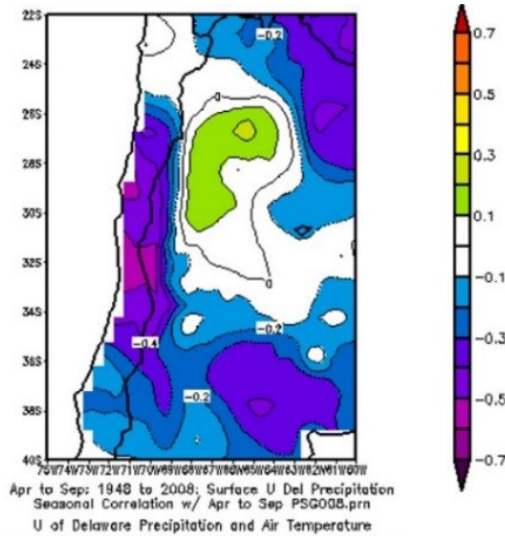 22S
24S
26S
28S
30S
32S
34S
36S
38S
40S
-0.2
0
0
-0.4
-0.2
-0.2
75W74W73W72W71W70W69W68W67W66W65W64W63W62W61W60W
0.7
0.5
0.3
0.1
-0.1
-0.3
-0.5
-0.7
Apr to Sep: 1948 to 2008: Surface U Del Precipitation
Seasonal Correlation w/ Apr to Sep PSG008.prn
U of Delaware Precipitation and Air Temperature